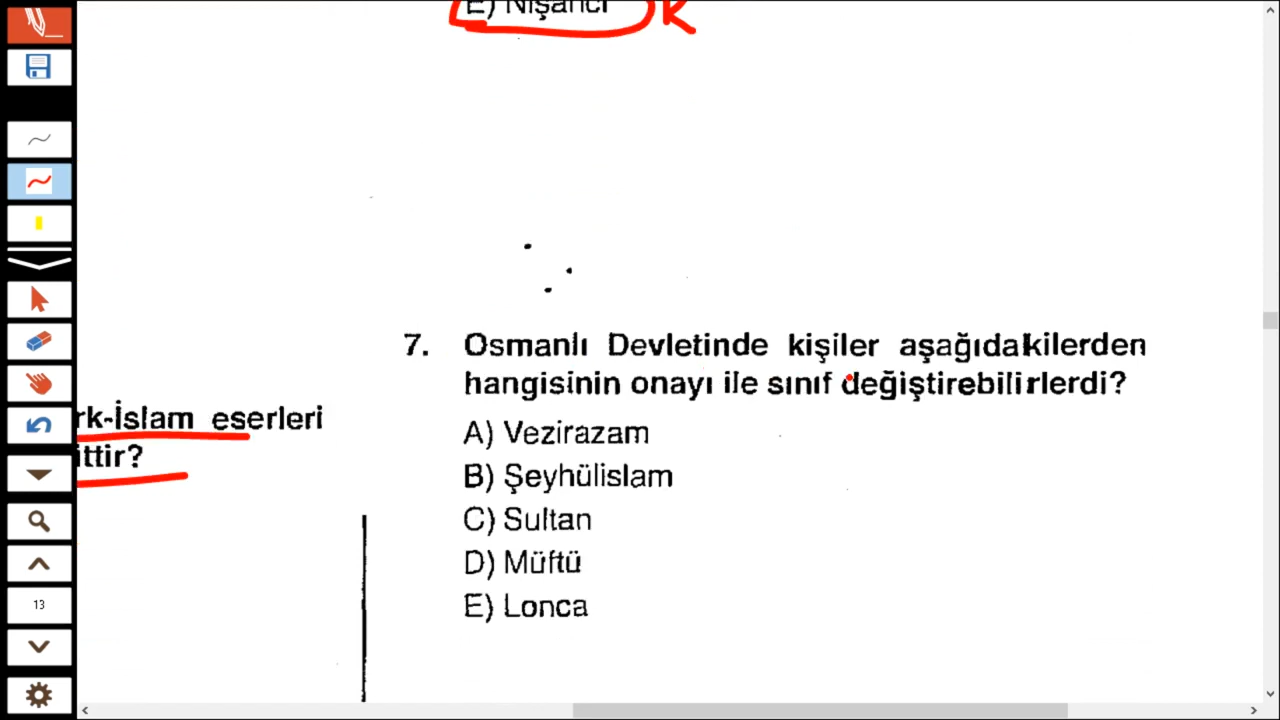 E) Nişancı
K
7. Osmanlı Devletinde kişiler aşağıdakilerden
hangisinin onayı ile sınıf değiştirebilirlerdi?
A) Vezirazam
B) Şeyhülislam
C) Sultan
D) Müftü
E) Lonca
rk-İslam eserleri
ittir?
13